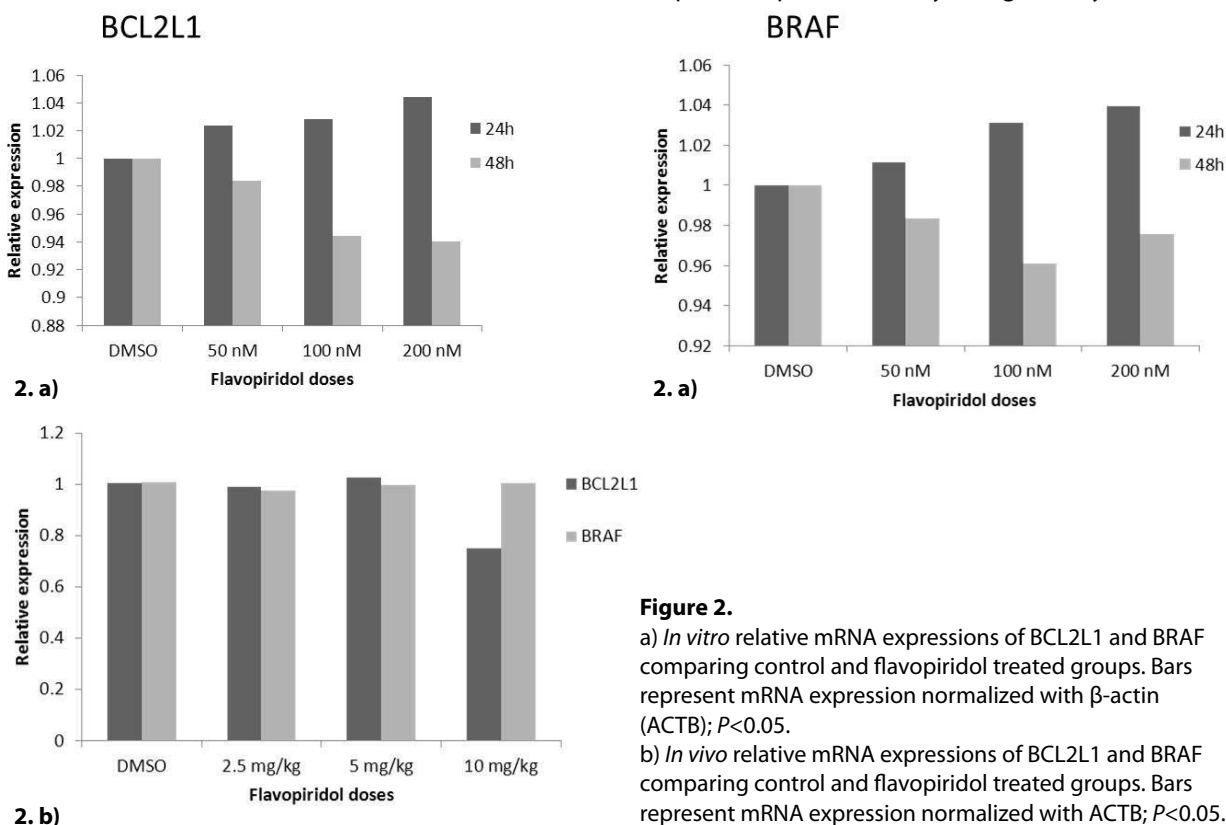 BCL2L1
1.06
1.04
1.02
1
0.98
0.96
0.94
0.92
0.9
0.88
Relative expression
24h
48h
DMSO 50 nM 100 nM 200 nM
Flavopiridol doses
2. a)
BRAF
1.06
1.04
1.02
1
0.98
0.96
0.94
0.92
Relative expression
24h
48h
DMSO 50 nM 100 nM 200 nM
Flavopiridol doses
2. a)
1.2
1
0.8
0.6
0.4
0.2
0
Relative expression
BCL2L1
BRAF
DMSO 2.5 mg/kg 5 mg/kg 10 mg/kg
Flavopiridol doses
2. b)
Figure 2.
a) In vitro relative mRNA expressions of BCL2L1 and BRAF
comparing control and flavopiridol treated groups. Bars
represent mRNA expression normalized with β-actin
(ACTB); P<0.05.
b) In vivo relative mRNA expressions of BCL2L1 and BRAF
comparing control and flavopiridol treated groups. Bars
represent mRNA expression normalized with ACTB; P<0.05.